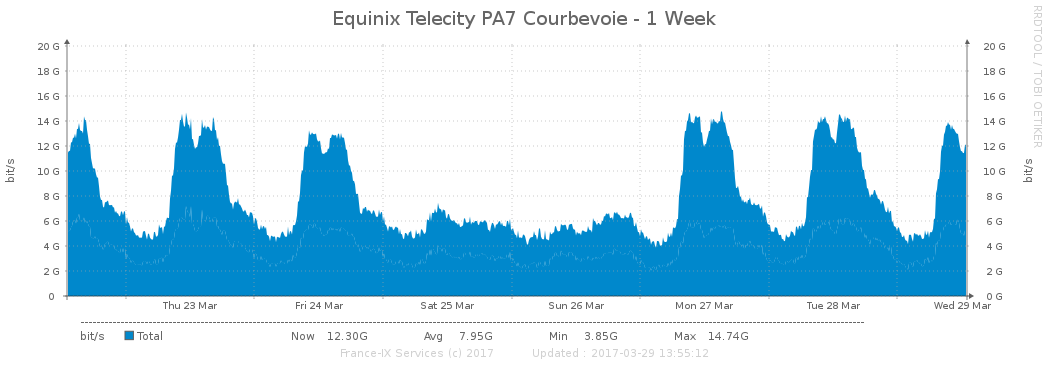 Equinix Telecity PA7 Courbevoie - 1 Week
RRDTOOL / TOBI OETIKER
bit/s
20 G 20 G
18 G 18 G
16 G 16 G
14 G 14 G
12 G 12 G
10 G 10 G
8 G 8 G
6 G 6 G
4 G 4 G
2 G 2 G
0 0 G
bit/s
Thu 23 Mar Fri 24 Mar Sat 25 Mar Sun 26 Mar Mon 27 Mar Tue 28 Mar Wed 29 Mar
bit/s Total Now 12.30G Avg 7.95G Min 3.85G Max 14.74G
France-IX Services (c) 2017 Updated : 2017-03-29 13:55:12